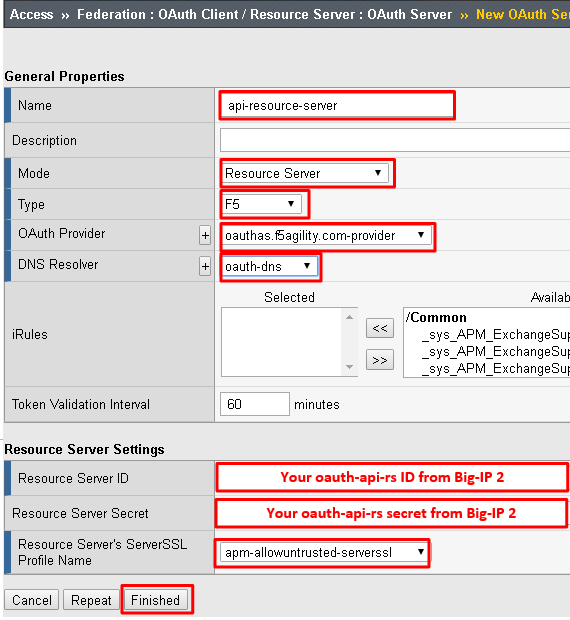 Access » Federation : OAuth Client / Resource Server : OAuth Server » New OAuth Se
General Properties
Name api-resource-server
Description
Mode Resource Server
Type F5
OAuth Provider + oauthas.f5agility.com-provider
DNS Resolver + oauth-dns
Selected Availab
iRules << /Common
_sys_APM_ExchangeSup
_sys_APM_ExchangeSup
>> _sys_APM_ExchangeSup
Token Validation Interval 60 minutes
Resource Server Settings
Resource Server ID Your oauth-api-rs ID from Big-IP 2
Resource Server Secret Your oauth-api-rs secret from Big-IP 2
Resource Server's ServerSSL
Profile Name apm-allowuntrusted-serverssl
Cancel Repeat Finished